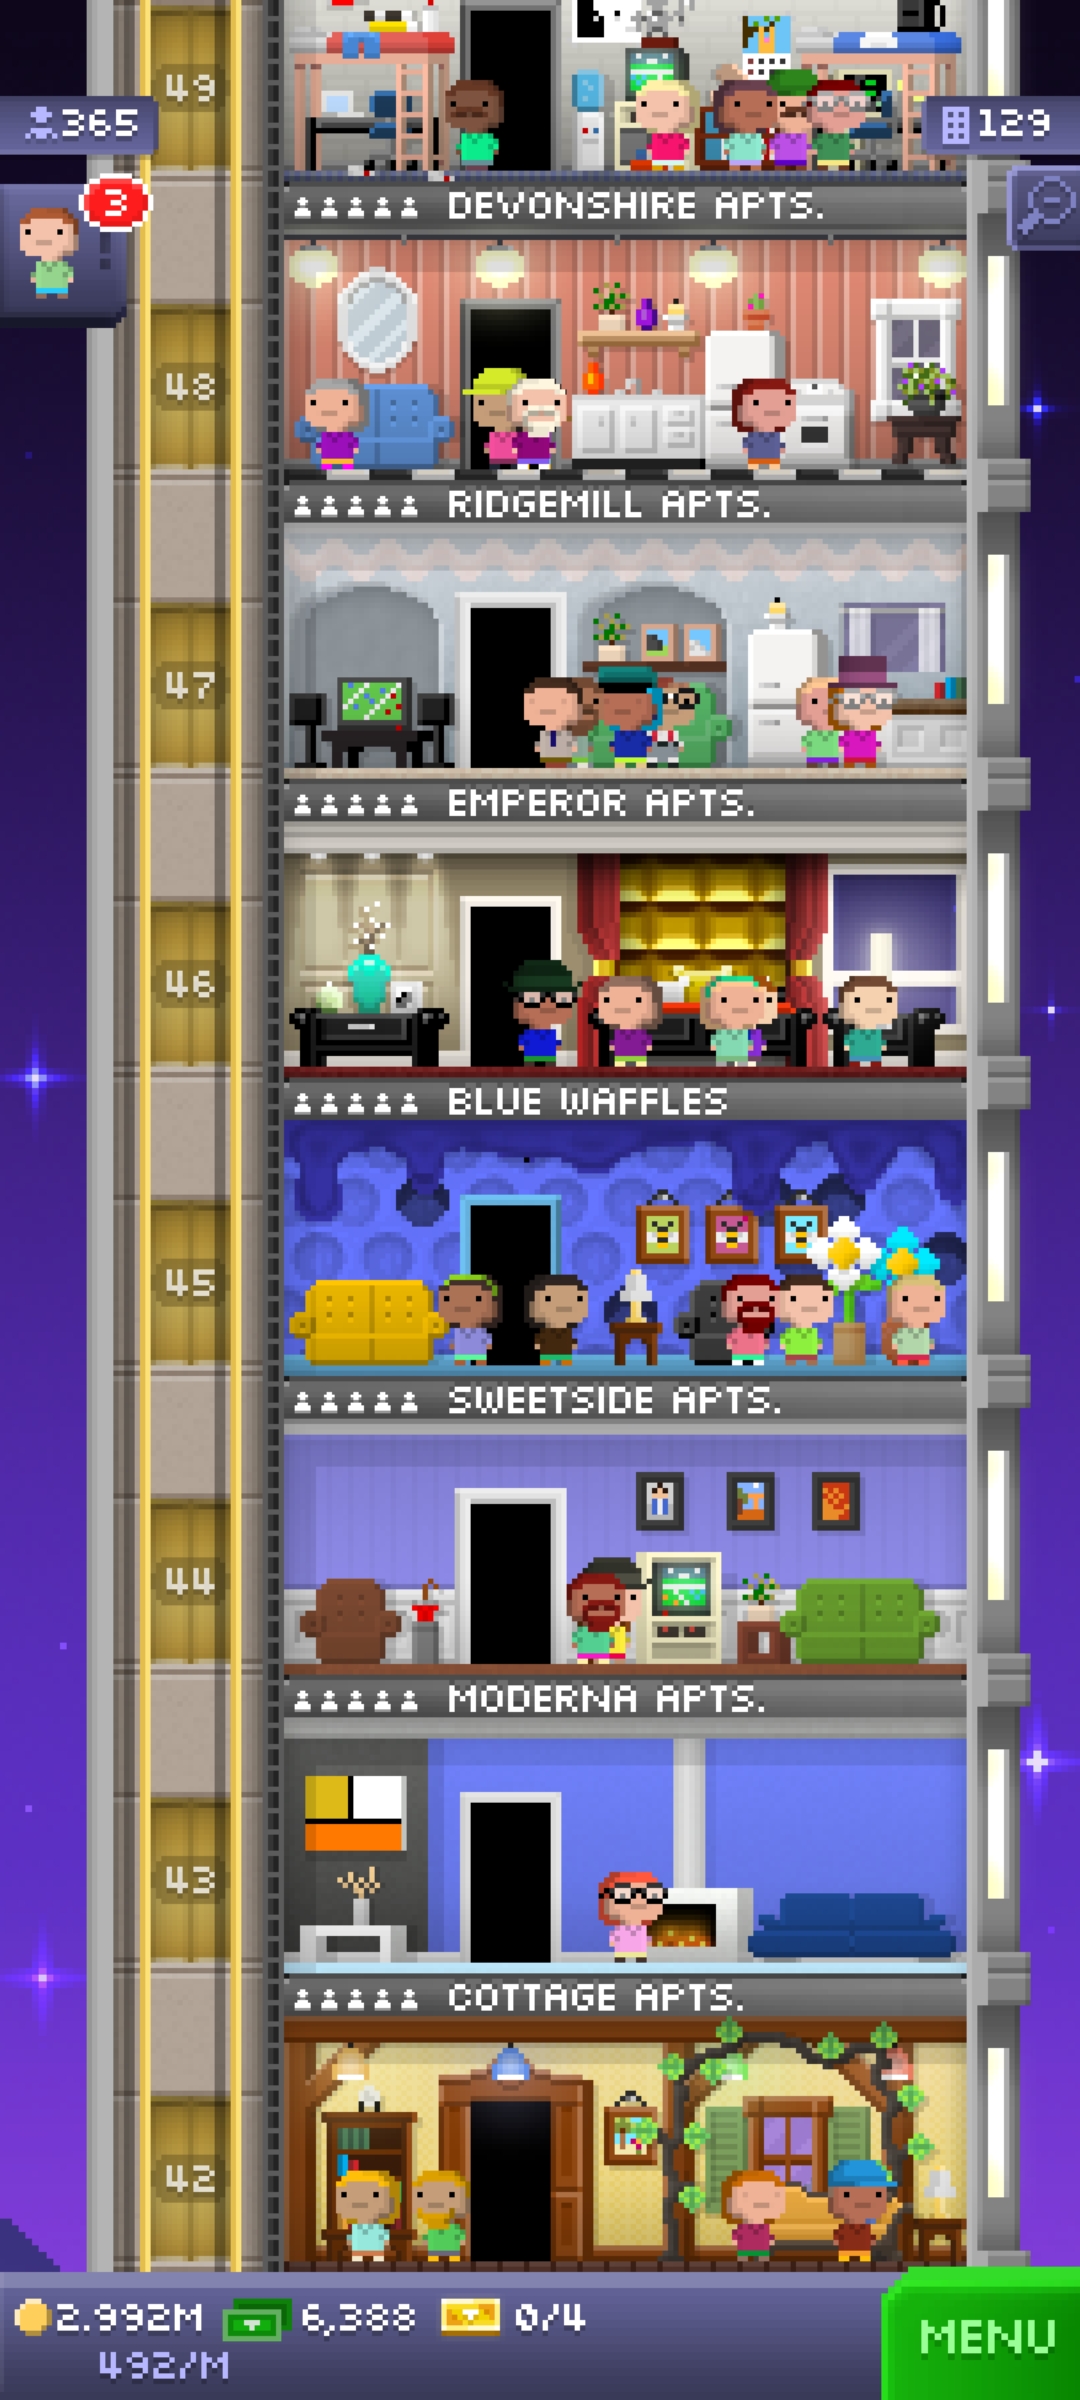 49
365
129
3
DEVONSHIRE APTS.
48
RIDGEMILL APTS.
47
EMPEROR APTS.
46
BLUE WAFFLES
45
SWEETSIDE APTS.
44
MODERNA APTS.
43
COTTAGE APTS.
42
2.992M 6,388 0/4
492/M
MENU